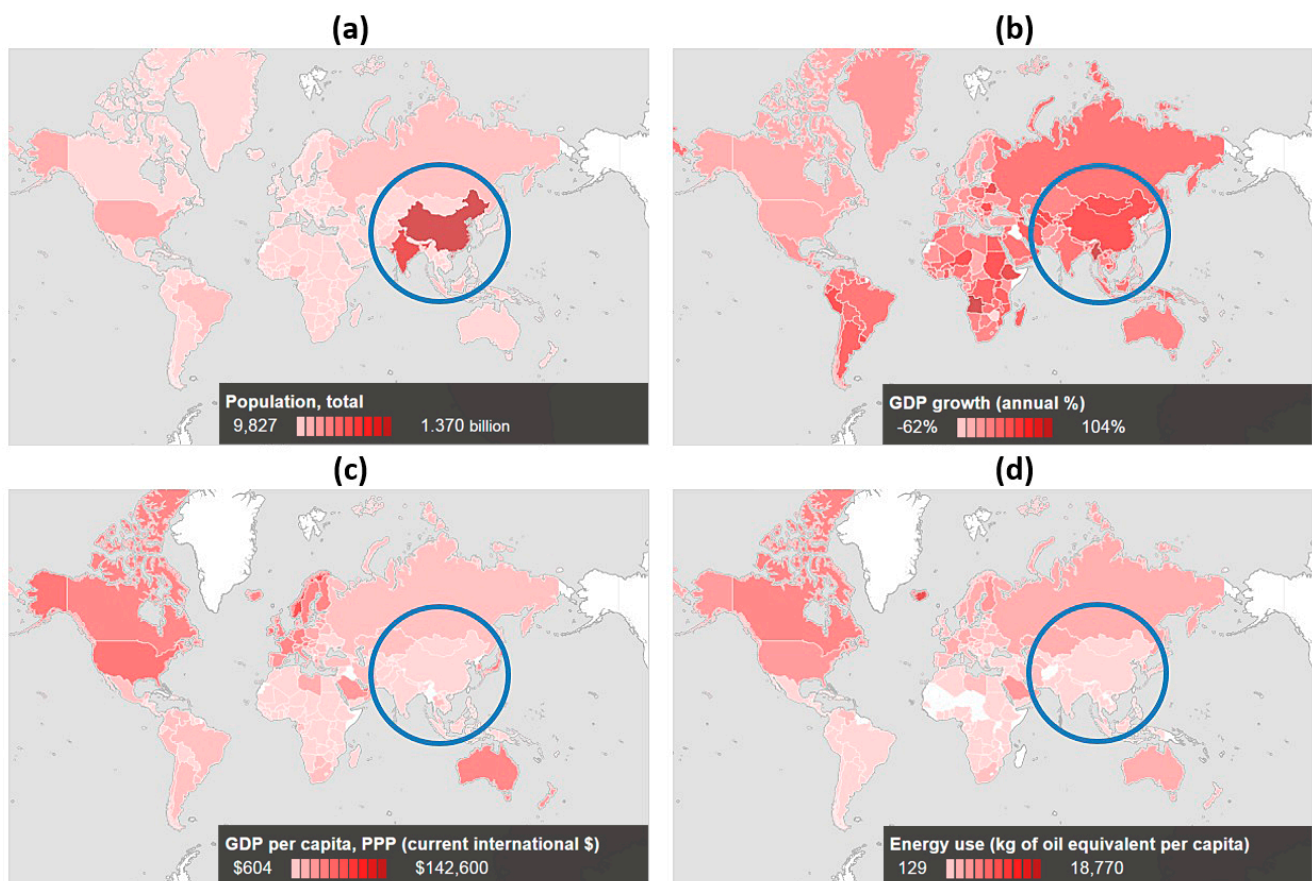 (a)
Population, total
9,827 1.370 billion
(b)
GDP growth (annual %)
-62% 104%
(c)
GDP per capita, PPP (current international $)
$604 $142,600
(d)
Energy use (kg of oil equivalent per capita)
129 18,770